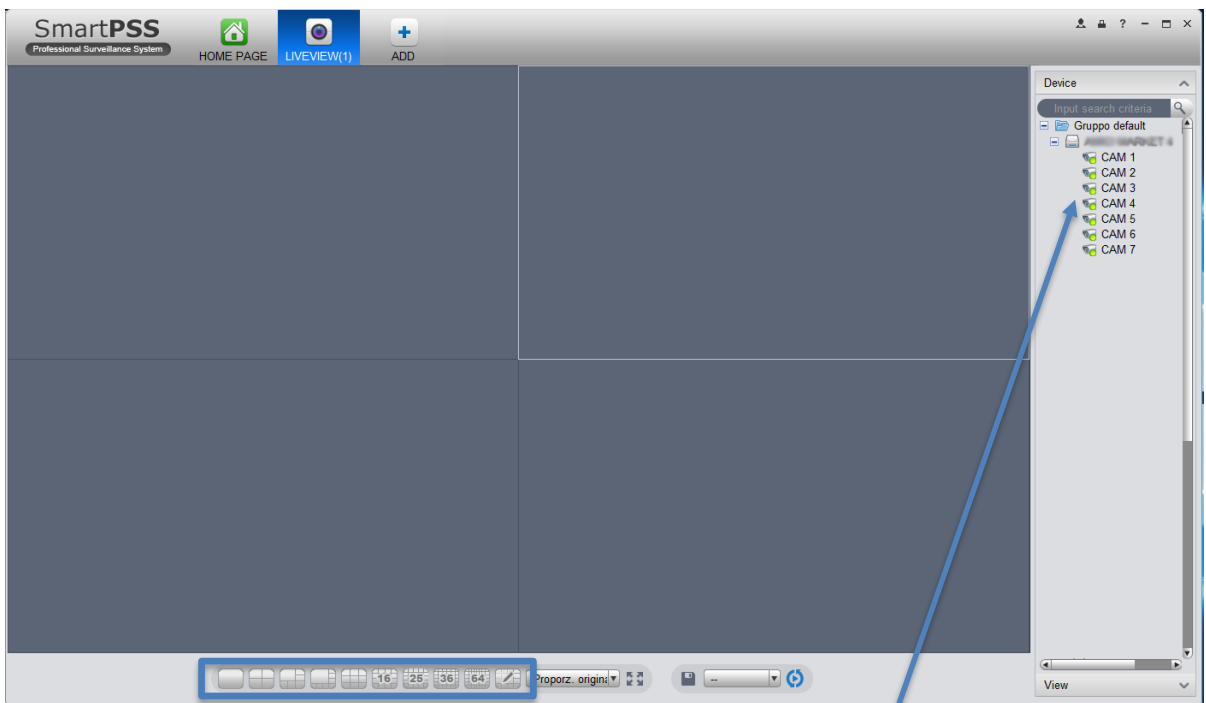 SmartPSS
Professional Surveillance System
HOME PAGE
LIVEVIEW(1)
ADD
?
Device
Input search criteria
Gruppo default
CAM 1
CAM 2
CAM 3
CAM 4
CAM 5
CAM 6
CAM 7
16 25 36 64
Proporz. origina
--
View